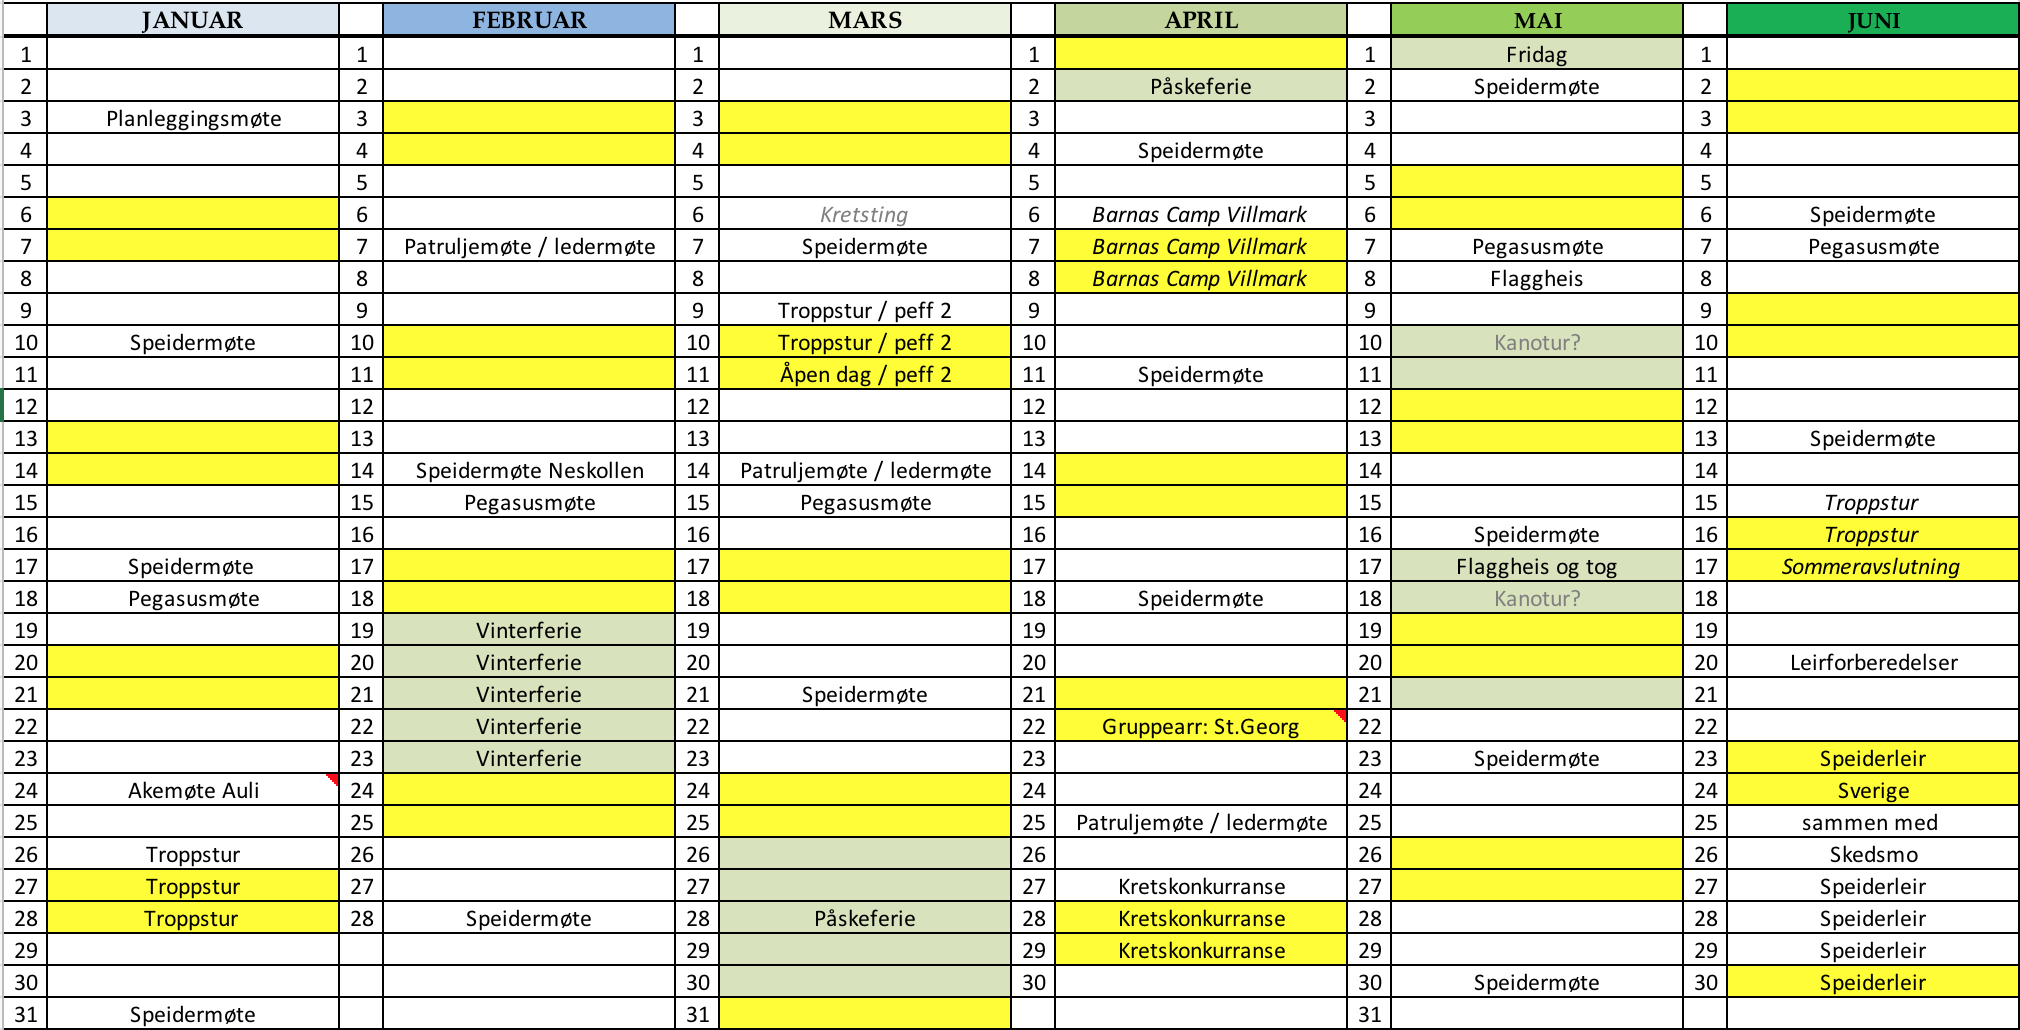 JANUAR FEBRUAR MARS APRIL MAI JUNI
1 1 1 1 1 Fridag 1
2 2 2 2 Påskeferie 2 Speidermøte 2
3 Planleggingsmøte 3 3 3 3 3
4 4 4 4 Speidermøte 4 4
5 5 5 5 5 5
6 6 6 Kretsting 6 Barnas Camp Villmark 6 6 Speidermøte
7 7 Patruljemøte / ledermøte 7 Speidermøte 7 Barnas Camp Villmark 7 Pegasusmøte 7 Pegasusmøte
8 8 8 8 Barnas Camp Villmark 8 Flaggheis 8
9 9 9 Troppstur / peff 2 9 9 9
10 Speidermøte 10 10 Troppstur / peff 2 10 10 Kanotur? 10
11 11 11 Åpen dag / peff 2 11 Speidermøte 11 11
12 12 12 12 12 12
13 13 13 13 13 13 Speidermøte
14 14 Speidermøte Neskollen 14 Patruljemøte / ledermøte 14 14 14
15 15 Pegasusmøte 15 Pegasusmøte 15 15 15 Troppstur
16 16 16 16 16 Speidermøte 16 Troppstur
17 Speidermøte 17 17 17 17 Flaggheis og tog 17 Sommeravslutning
18 Pegasusmøte 18 18 18 Speidermøte 18 Kanotur? 18
19 19 Vinterferie 19 19 19 19
20 20 Vinterferie 20 20 20 20 Leirforberedelser
21 21 Vinterferie 21 Speidermøte 21 21 21
22 22 Vinterferie 22 22 Gruppearr: St.Georg 22 22
23 23 Vinterferie 23 23 23 Speidermøte 23 Speiderleir
24 Akemøte Auli 24 24 24 24 24 Sverige
25 25 25 25 Patruljemøte / ledermøte 25 25 sammen med
26 Troppstur 26 26 26 26 26 Skedsmo
27 Troppstur 27 27 27 Kretskonkurranse 27 27 Speiderleir
28 Troppstur 28 Speidermøte 28 Påskeferie 28 Kretskonkurranse 28 28 Speiderleir
29 29 29 Kretskonkurranse 29 29 Speiderleir
30 30 30 30 Speidermøte 30 Speiderleir
31 Speidermøte 31 31